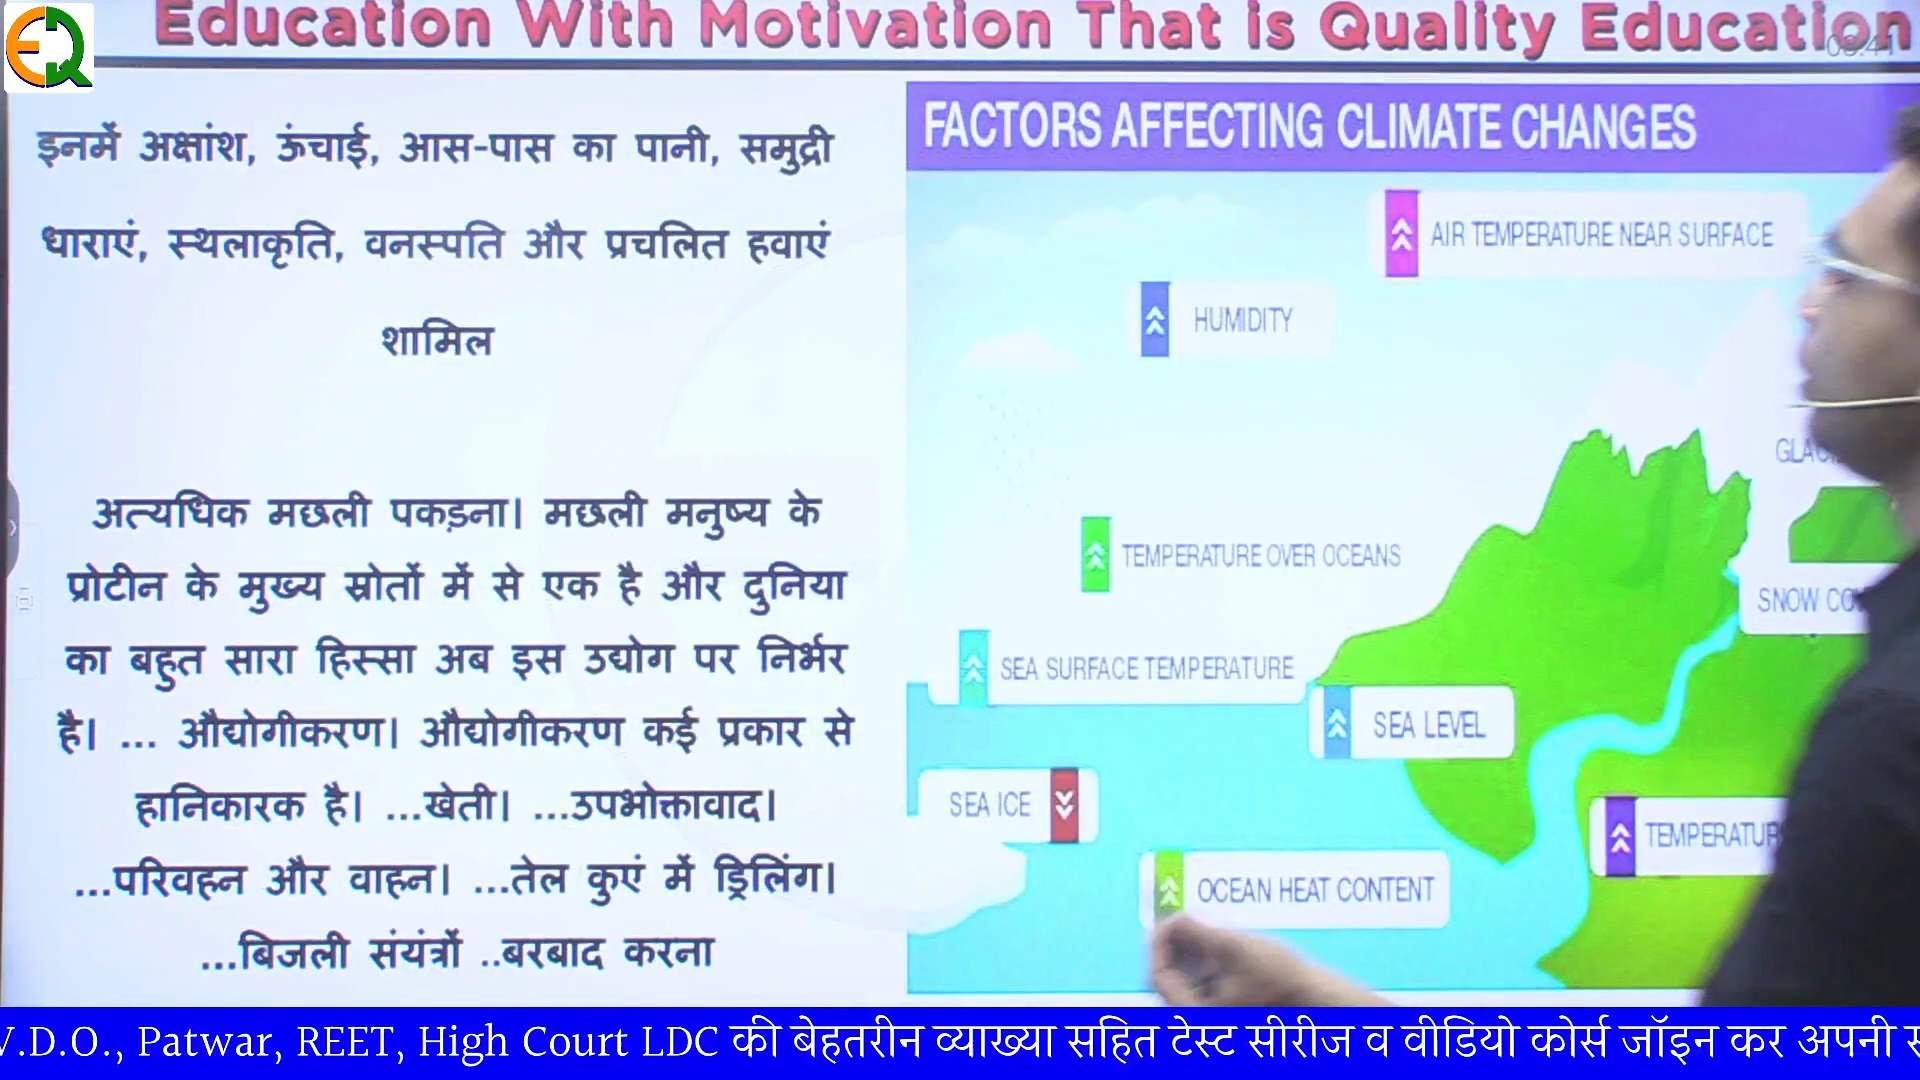 Education With Motivation That is Quality Education
EQ
इनमें अक्षांश, ऊंचाई, आस-पास का पानी, समुद्री
धाराएं, स्थलाकृति, वनस्पति और प्रचलित हवाएं
शामिल
अत्यधिक मछली पकड़ना। मछली मनुष्य के
प्रोटीन के मुख्य स्रोतों में से एक है और दुनिया
का बहुत सारा हिस्सा अब इस उद्योग पर निर्भर
है। ... औद्योगीकरण। औद्योगीकरण कई प्रकार से
हानिकारक है। ...खेती। ...उपभोक्तावाद।
...परिवहन और वाहन। ...तेल कुएं में ड्रिलिंग।
...बिजली संयंत्रों ..बरबाद करना
FACTORS AFFECTING CLIMATE CHANGES
AIR TEMPERATURE NEAR SURFACE
HUMIDITY
TEMPERATURE OVER OCEANS
SNOW
SEA SURFACE TEMPERATURE
SEA LEVEL
SEA ICE
OCEAN HEAT CONTENT
V.D.O., Patwar, REET, High Court LDC की बेहतरीन व्याख्या सहित टेस्ट सीरीज व वीडियो कोर्स जॉइन कर अपनी